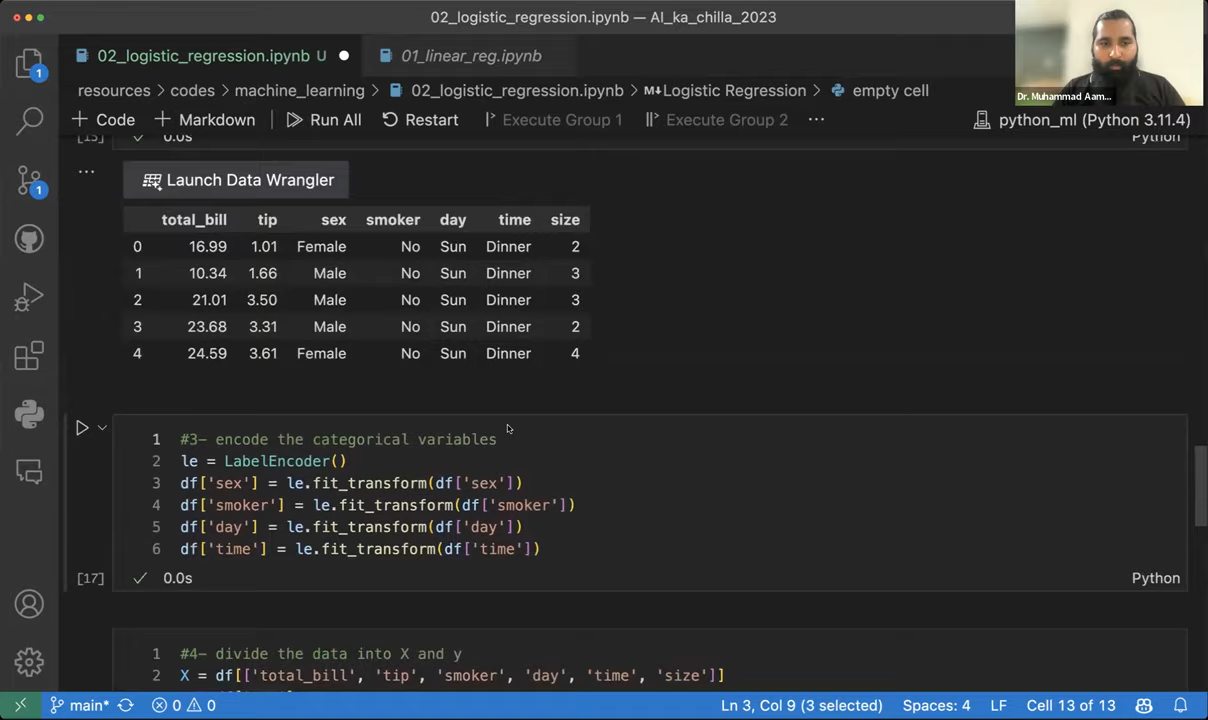 02_logistic_regression.ipynb — AI_ka_chilla_2023
02_logistic_regression.ipynb U
01_linear_reg.ipynb
Dr. Muhammad Aam...
resources > codes > machine_learning > 02_logistic_regression.ipynb > M↓Logistic Regression > empty cell
+ Code + Markdown Run All Restart Execute Group 1 Execute Group 2 ... python_ml (Python 3.11.4)
0.0s Python
... Launch Data Wrangler
total_bill tip sex smoker day time size
0 16.99 1.01 Female No Sun Dinner 2
1 10.34 1.66 Male No Sun Dinner 3
2 21.01 3.50 Male No Sun Dinner 3
3 23.68 3.31 Male No Sun Dinner 2
4 24.59 3.61 Female No Sun Dinner 4
1 #3- encode the categorical variables
2 le = LabelEncoder()
3 df['sex'] = le.fit_transform(df['sex'])
4 df['smoker'] = le.fit_transform(df['smoker'])
5 df['day'] = le.fit_transform(df['day'])
6 df['time'] = le.fit_transform(df['time'])
[17] 0.0s Python
1 #4- divide the data into X and y
2 X = df[['total_bill', 'tip', 'smoker', 'day', 'time', 'size']]
main* 0 0 Ln 3, Col 9 (3 selected) Spaces: 4 LF Cell 13 of 13
1
1